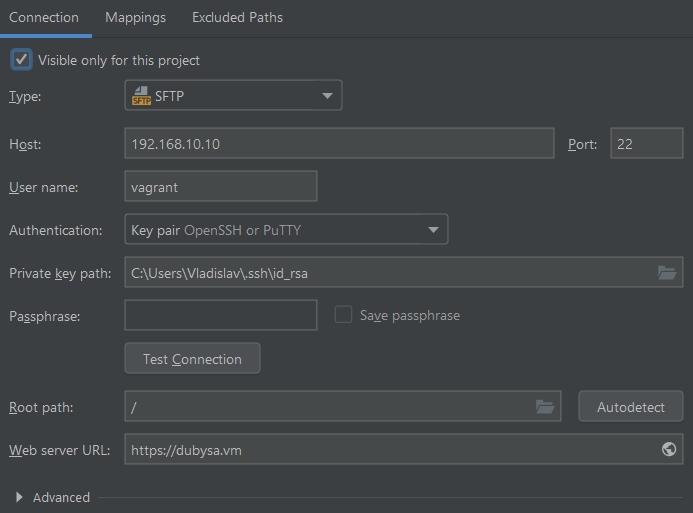 Connection Mappings Excluded Paths
Visible only for this project
Type: SFTP SFTP
Host: 192.168.10.10 Port: 22
User name: vagrant
Authentication: Key pair OpenSSH or PuTTY
Private key path: C:\Users\Vladislav\.ssh\id_rsa
Passphrase: Save passphrase
Test Connection
Root path: / Autodetect
Web server URL: https://dubysa.vm
Advanced